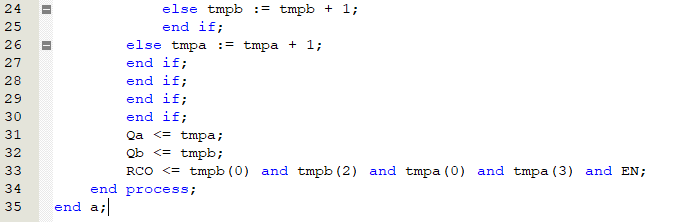 24 else tmpb := tmpb + 1;
25 end if;
26 else tmpa := tmpa + 1;
27 end if;
28 end if;
29 end if;
30 end if;
31 Qa <= tmpa;
32 Qb <= tmpb;
33 RCO <= tmpb(0) and tmpb(2) and tmpa(0) and tmpa(3) and EN;
34 end process;
35 end a;